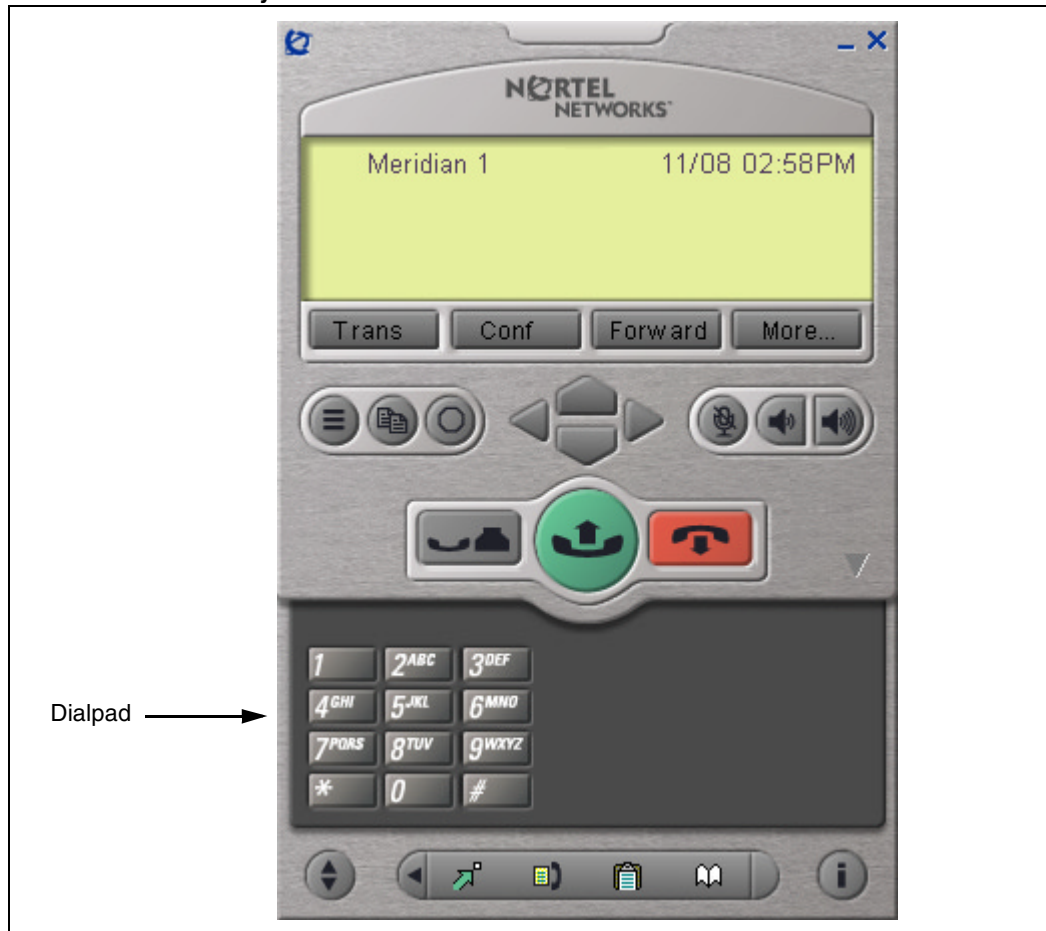 NORTEL
NETWORKS
Meridian 1 11/08 02:58PM
Trans Conf Forward More...
1 2ABC 3DEF
4GHI 5JKL 6MNO
Dialpad
7PQRS 8TUV 9WXYZ
* 0 #
i